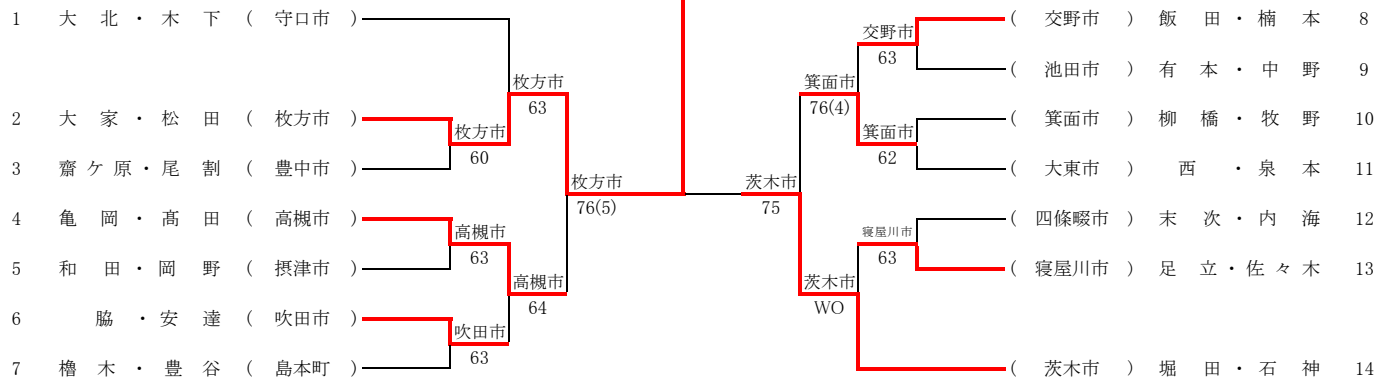 1 大 北 ・ 木 下 ( 守口市 )
2 大 家 ・ 松 田 ( 枚方市 )
3 齋 ケ 原 ・ 尾 割 ( 豊中市 )
4 亀 岡 ・ 髙 田 ( 高槻市 )
5 和 田 ・ 岡 野 ( 摂津市 )
6 脇 ・ 安 達 ( 吹田市 )
7 櫓 木 ・ 豊 谷 ( 島本町 )
枚方市
60
高槻市
63
吹田市
63
枚方市
63
高槻市
64
枚方市
76(5)
茨木市
75
箕面市
76(4)
茨木市
WO
交野市
63
箕面市
62
寝屋川市
63
( 交野市 ) 飯 田 ・ 楠 本 8
( 池田市 ) 有 本 ・ 中 野 9
( 箕面市 ) 柳 橋 ・ 牧 野 10
( 大東市 ) 西 ・ 泉 本 11
( 四條畷市 ) 末 次 ・ 内 海 12
( 寝屋川市 ) 足 立 ・ 佐 々 木 13
( 茨木市 ) 堀 田 ・ 石 神 14